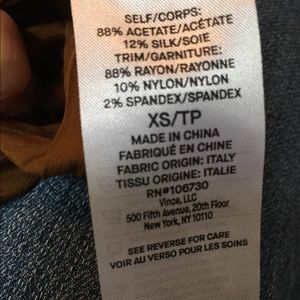 SELF/CORPS:
88% ACETATE/ACÉTATE
12% SILK/SOIE
TRIM/GARNITURE:
88% RAYON/RAYONNE
10% NYLON/NYLON
2% SPANDEX/SPANDEX
XS/TP
MADE IN CHINA
FABRIQUÉ EN CHINE
FABRIC ORIGIN: ITALY
TISSU ORIGINE: ITALIE
RN#106730
Vince, LLC
500 Fifth Avenue, 20th Floor
New York, NY 10110
SEE REVERSE FOR CARE
VOIR AU VERSO POUR LES SOINS